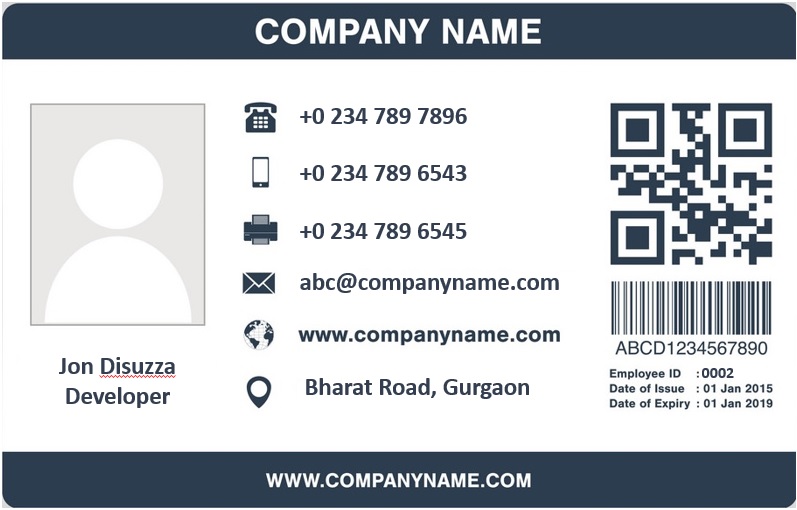 COMPANY NAME
+0 234 789 7896
+0 234 789 6543
+0 234 789 6545
abc@companyname.com
www.companyname.com
Bharat Road, Gurgaon
Jon Disuzza
Developer
ABCD1234567890
Employee ID : 0002
Date of Issue : 01 Jan 2015
Date of Expiry : 01 Jan 2019
WWW.COMPANYNAME.COM